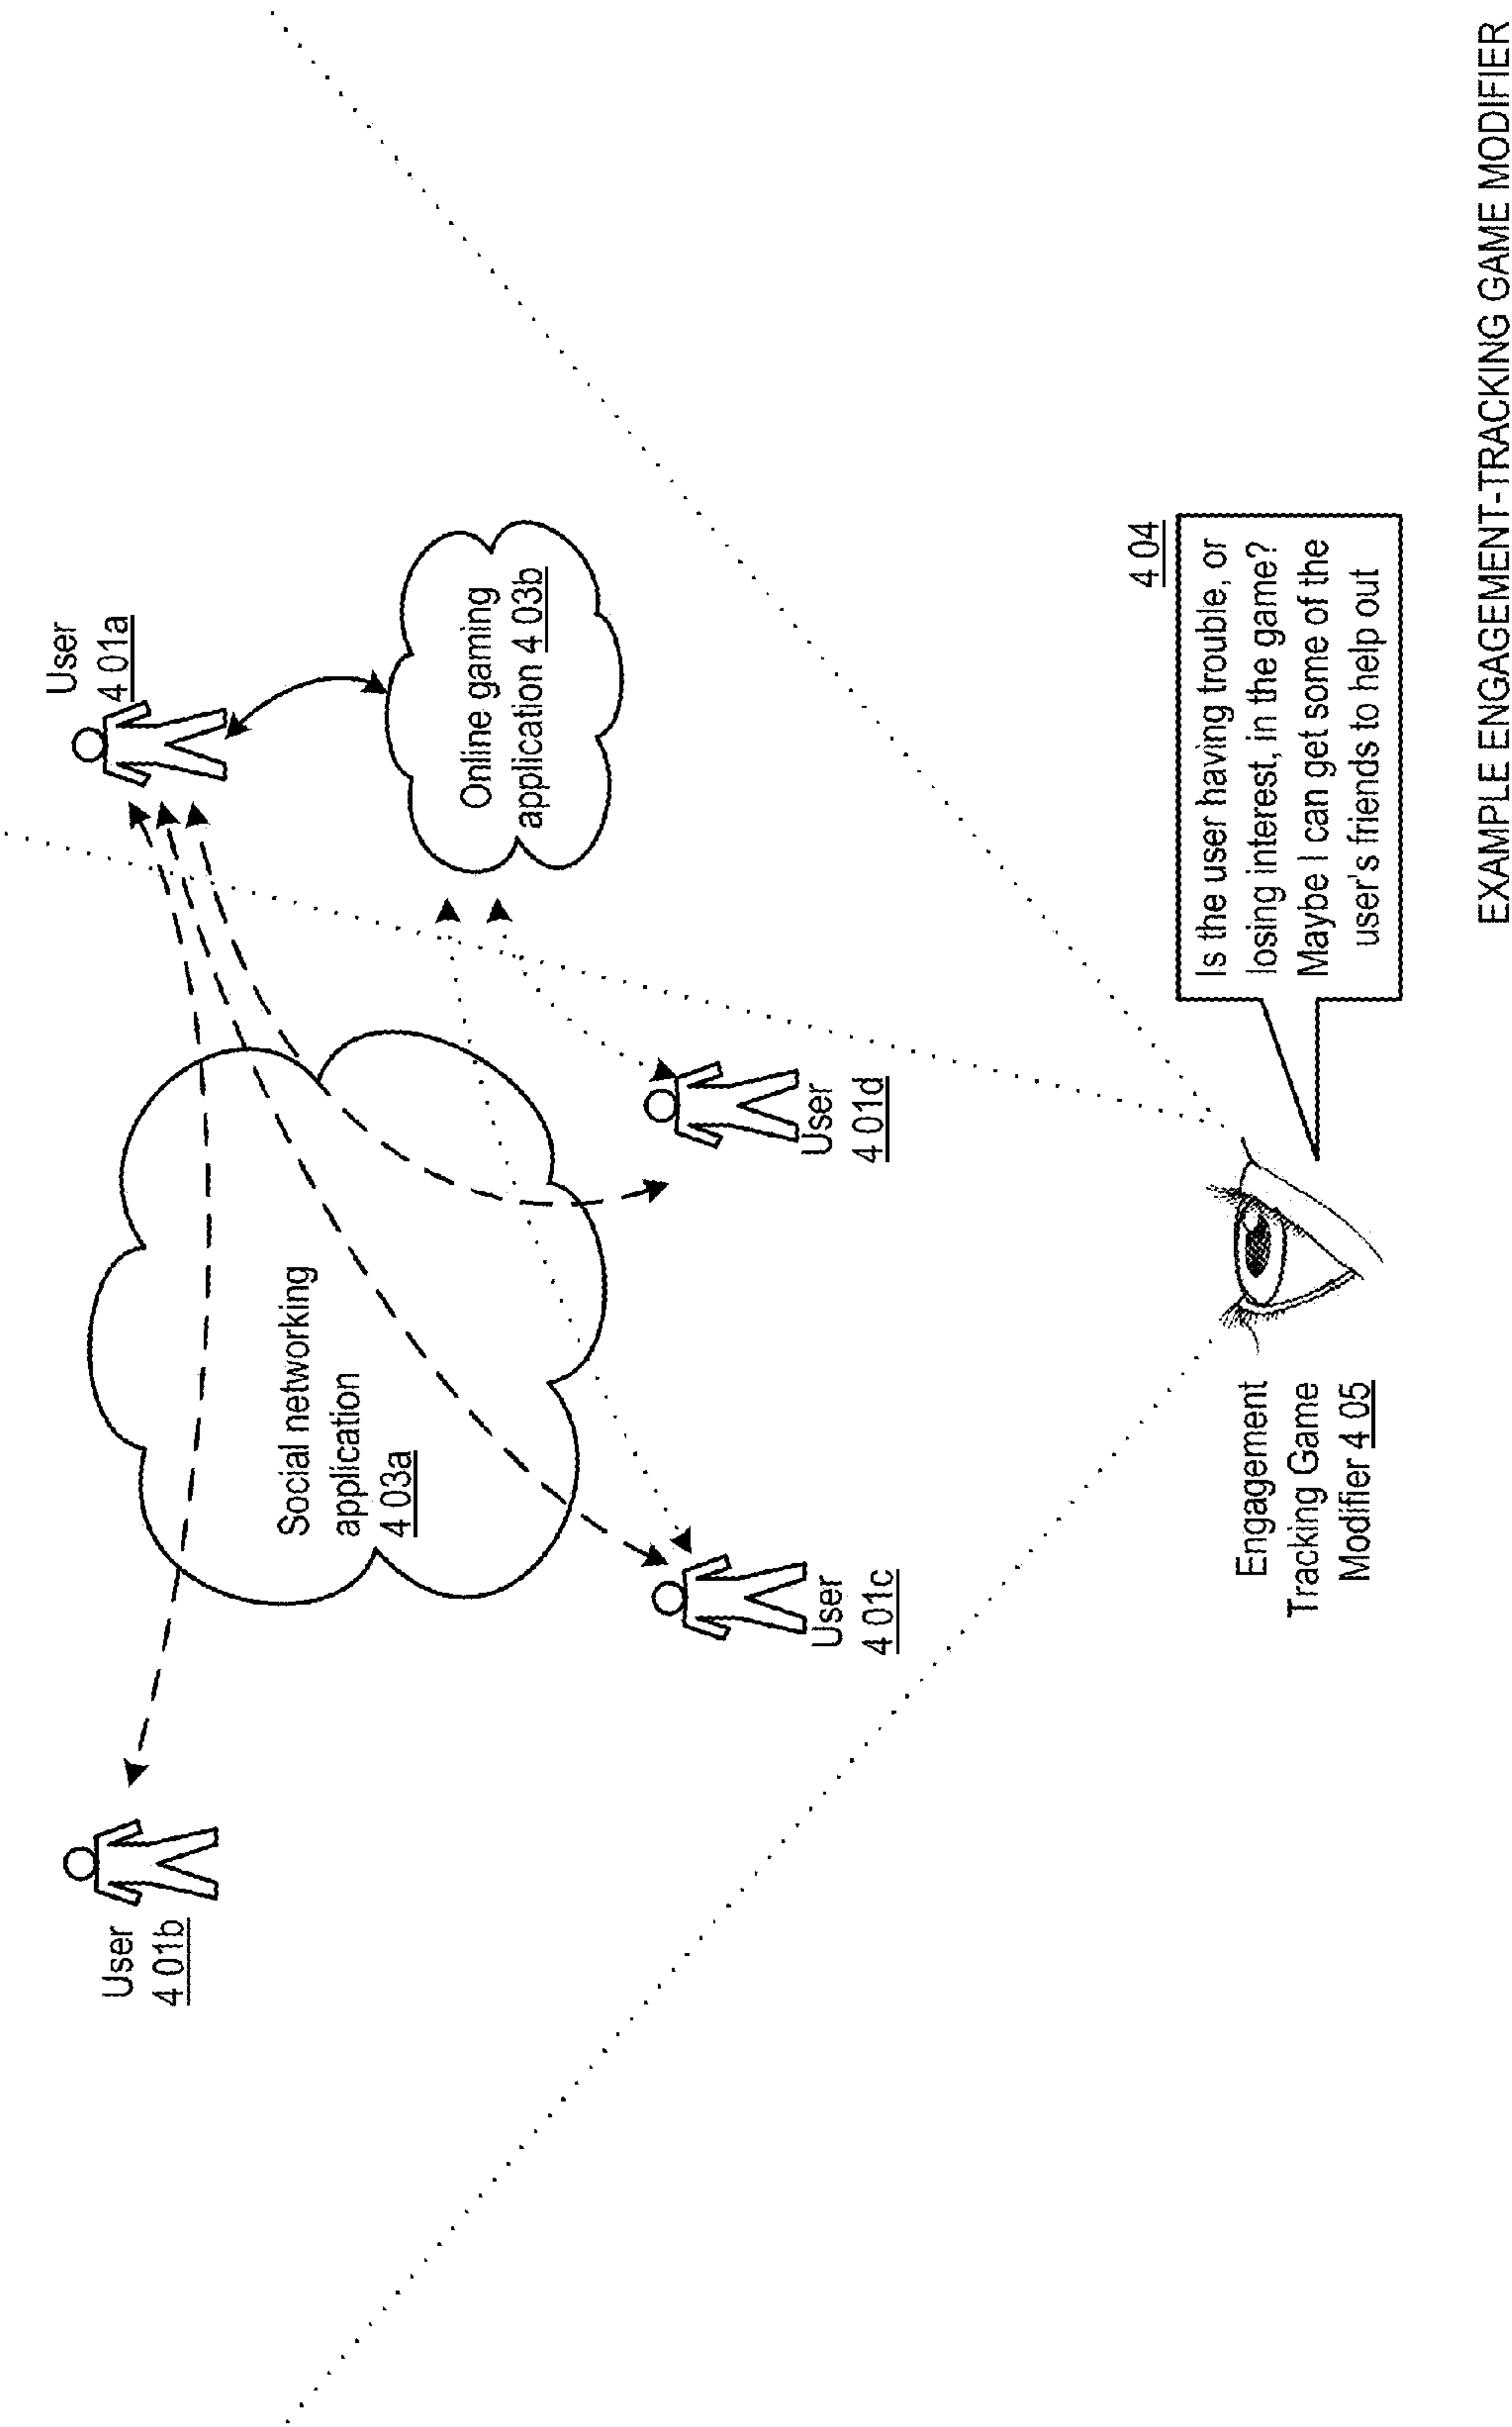 User
4 01b
User
4 01a
Social networking
application
4 03a
Online gaming
application 4 03b
User
4 01c
User
4 01d
4 04
Is the user having trouble, or
losing interest, in the game?
Maybe I can get some of the
user's friends to help out
Engagement
Tracking Game
Modifier 4 05
EXAMPLE ENGAGEMENT-TRACKING GAME MODIFIER